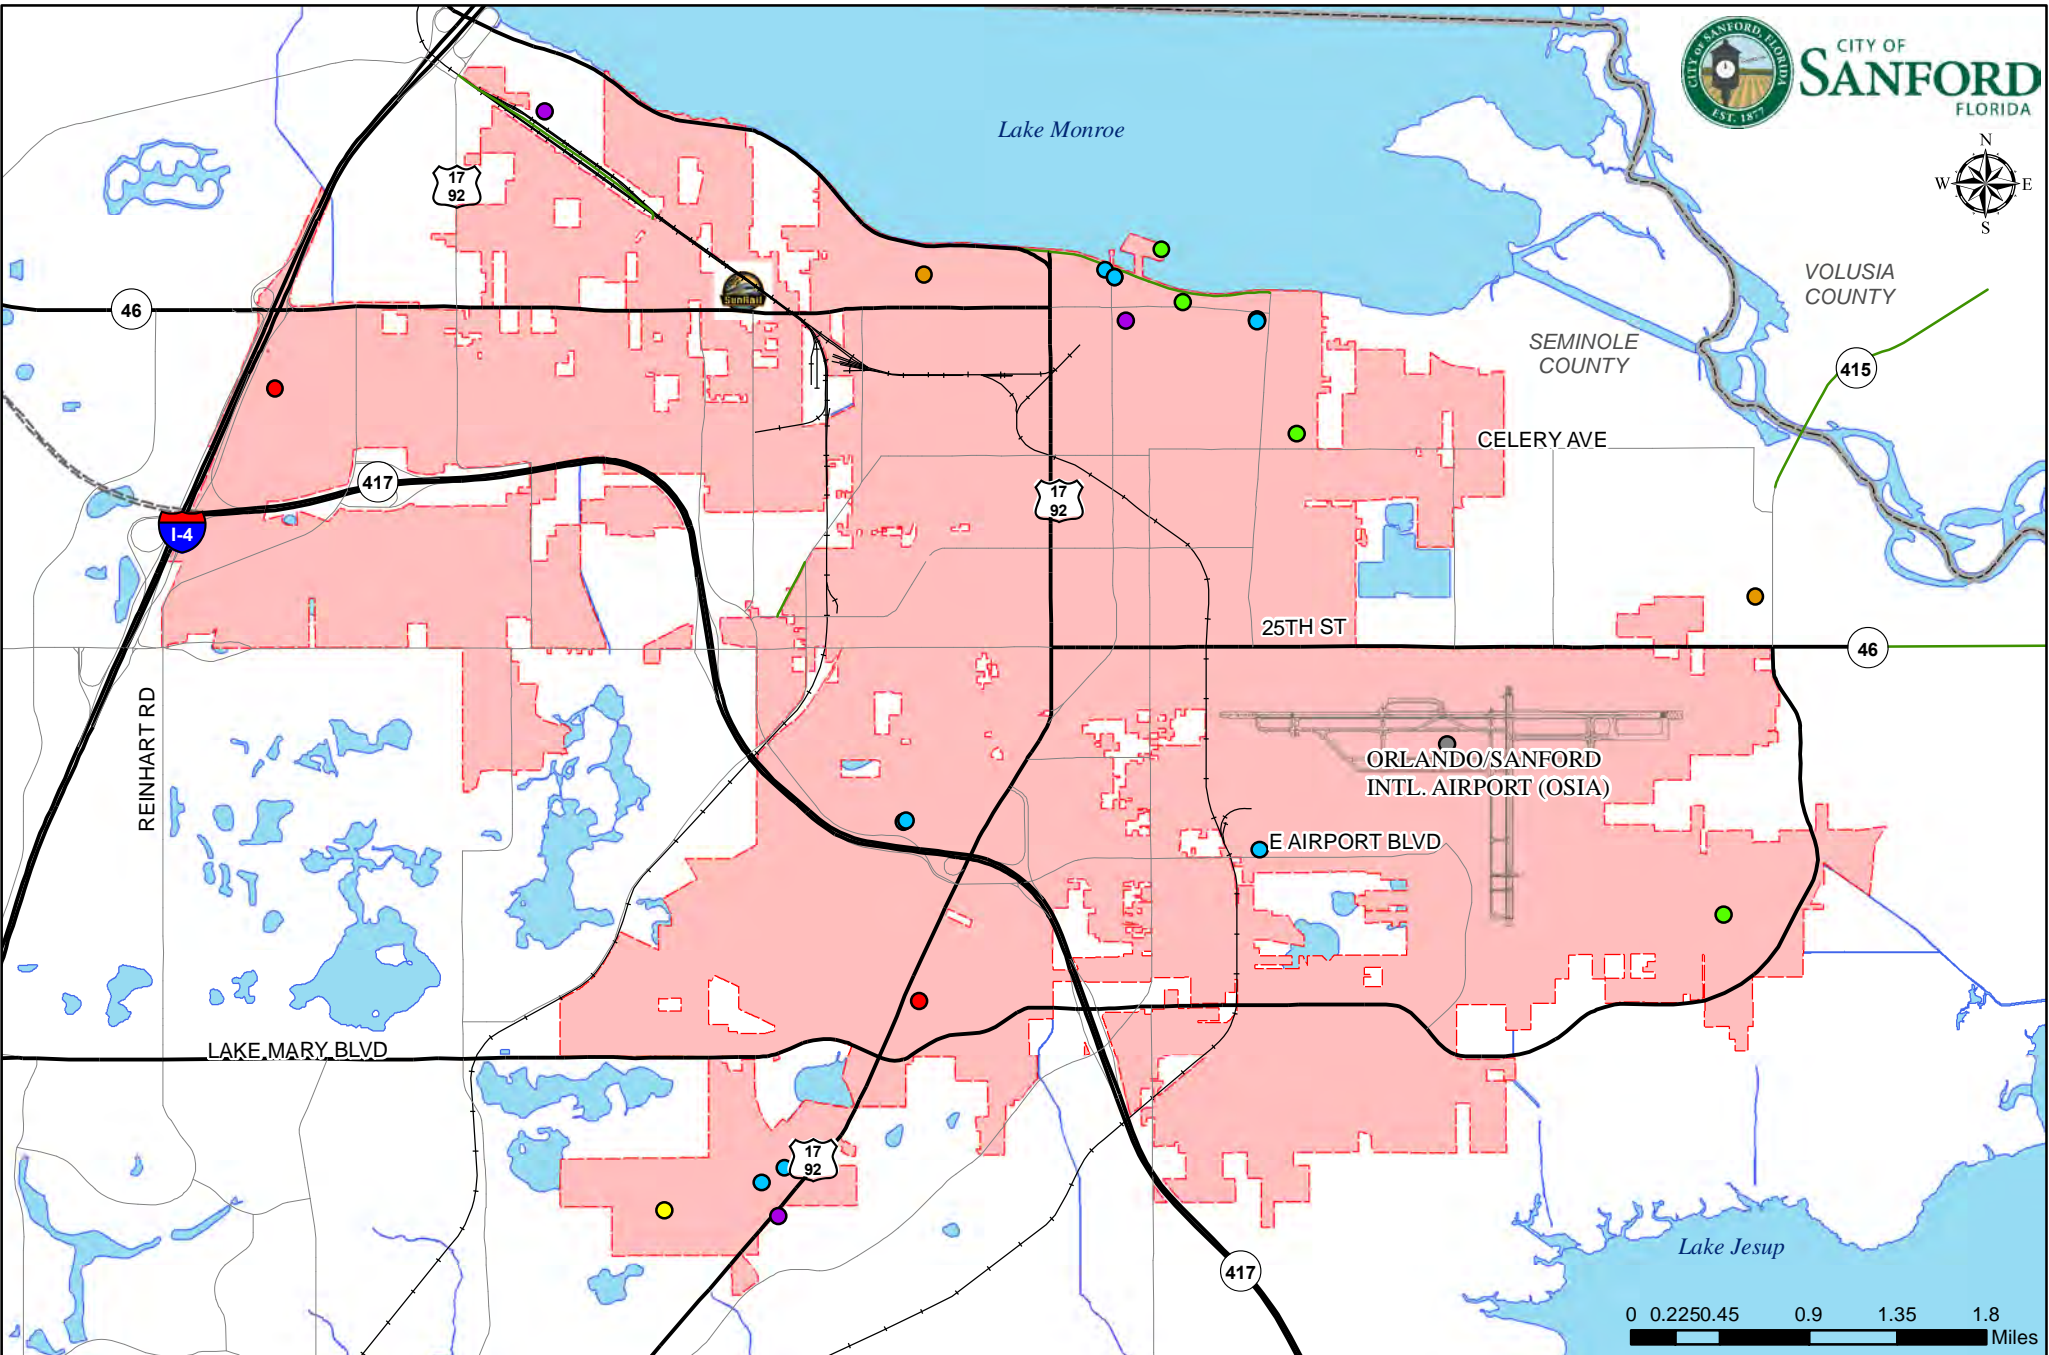 CITY OF SANFORD, FLORIDA
EST. 1877
CITY OF
SANFORD
FLORIDA
N
W
E
S
Lake Monroe
17
92
SunRail
46
VOLUSIA
COUNTY
SEMINOLE
COUNTY
415
CELERY AVE
417
17
92
I-4
25TH ST
46
REINHART RD
ORLANDO/SANFORD
INTL. AIRPORT (OSIA)
E AIRPORT BLVD
LAKE MARY BLVD
17
92
Lake Jesup
417
0 0.225 0.45 0.9 1.35 1.8
Miles